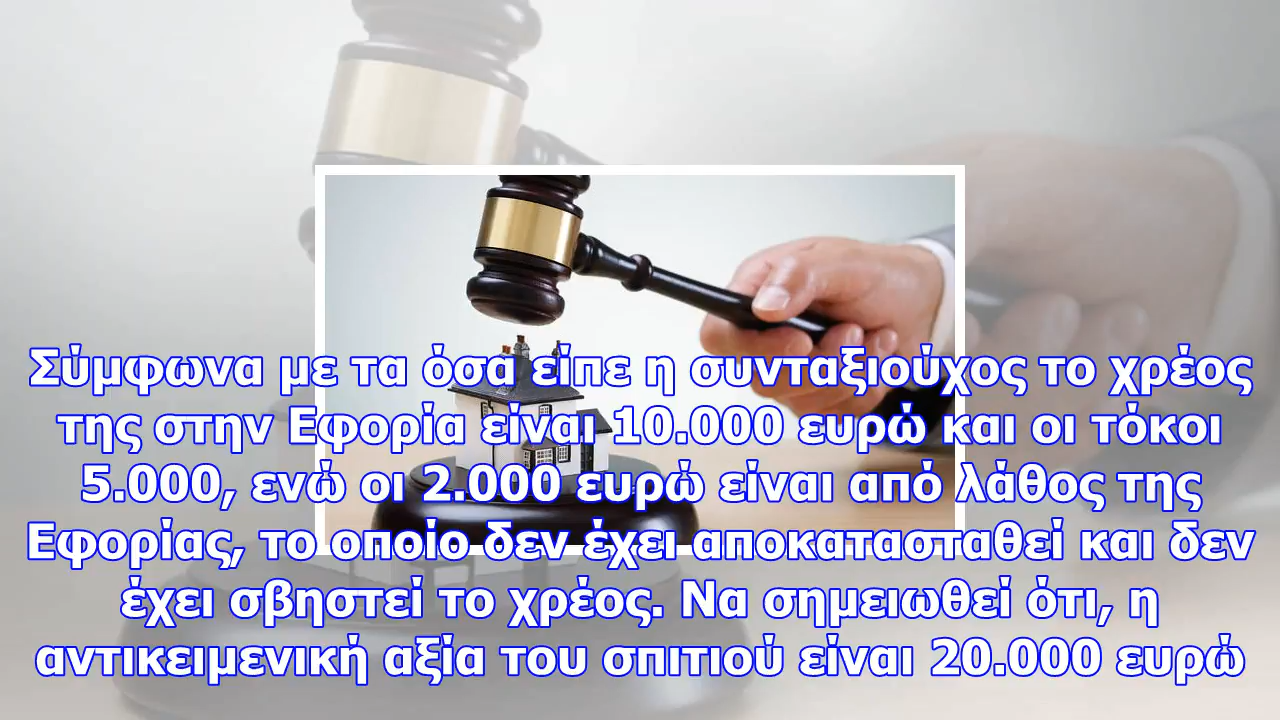 Σύμφωνα με τα όσα είπε η συνταξιούχος το χρέος
της στην Εφορία είναι 10.000 ευρώ και οι τόκοι
5.000, ενώ οι 2.000 ευρώ είναι από λάθος της
Εφορίας, το οποίο δεν έχει αποκατασταθεί και δεν
έχει σβηστεί το χρέος. Να σημειωθεί ότι, η
αντικειμενική αξία του σπιτιού είναι 20.000 ευρώ